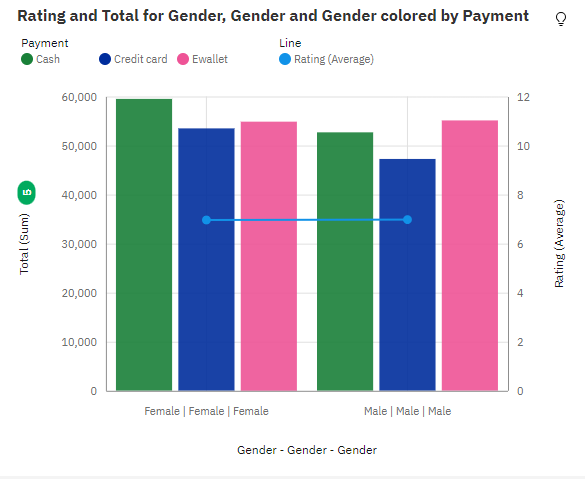 Rating and Total for Gender, Gender and Gender colored by Payment
Payment
Cash
Credit card
Ewallet
Line
Rating (Average)
60,000
50,000
40,000
30,000
20,000
10,000
0
Total (Sum)
12
10
8
6
4
2
0
Rating (Average)
Female | Female | Female
Male | Male | Male
Gender - Gender - Gender